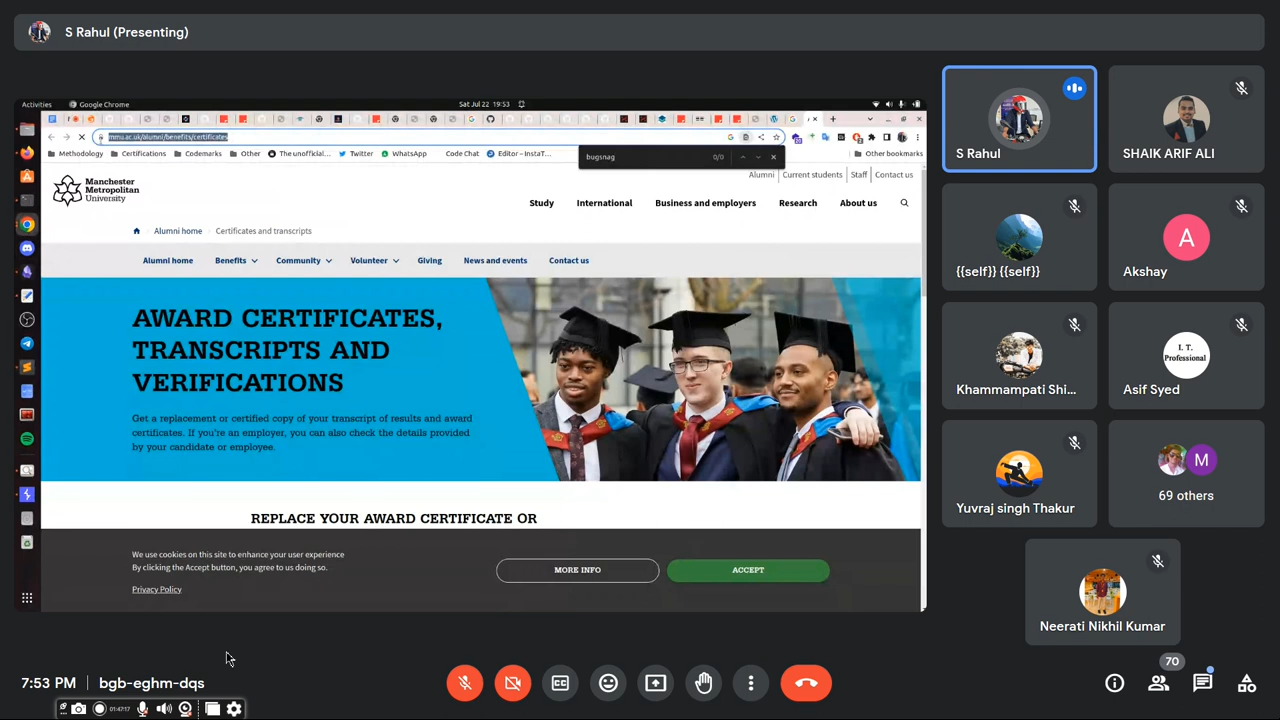 S Rahul (Presenting)
Activities
Google Chrome
Sat Jul 22 19:53
mmu.ac.uk/alumni/benefits/certificates
Methodology
Certifications
Codemarks
Other
The unofficial...
Twitter
WhatsApp
Code Chat
Editor – InstaT...
Other bookmarks
bugsnag
0/0
Manchester
Metropolitan
University
Alumni
Current students
Staff
Contact us
Study
International
Business and employers
Research
About us
Alumni home
Certificates and transcripts
Alumni home
Benefits
Community
Volunteer
Giving
News and events
Contact us
AWARD CERTIFICATES,
TRANSCRIPTS AND
VERIFICATIONS
Get a replacement or certified copy of your transcript of results and award
certificates. If you're an employer, you can also check the details provided
by your candidate or employee.
REPLACE YOUR AWARD CERTIFICATE OR
We use cookies on this site to enhance your user experience
By clicking the Accept button, you agree to us doing so.
Privacy Policy
MORE INFO
ACCEPT
S Rahul
SHAIK ARIF ALI
{{self}} {{self}}
A
Akshay
Khammampati Shi...
I. T.
Professional
Asif Syed
Yuvraj singh Thakur
M
69 others
Neerati Nikhil Kumar
7:53 PM
bgb-eghm-dqs
70
01:47:17